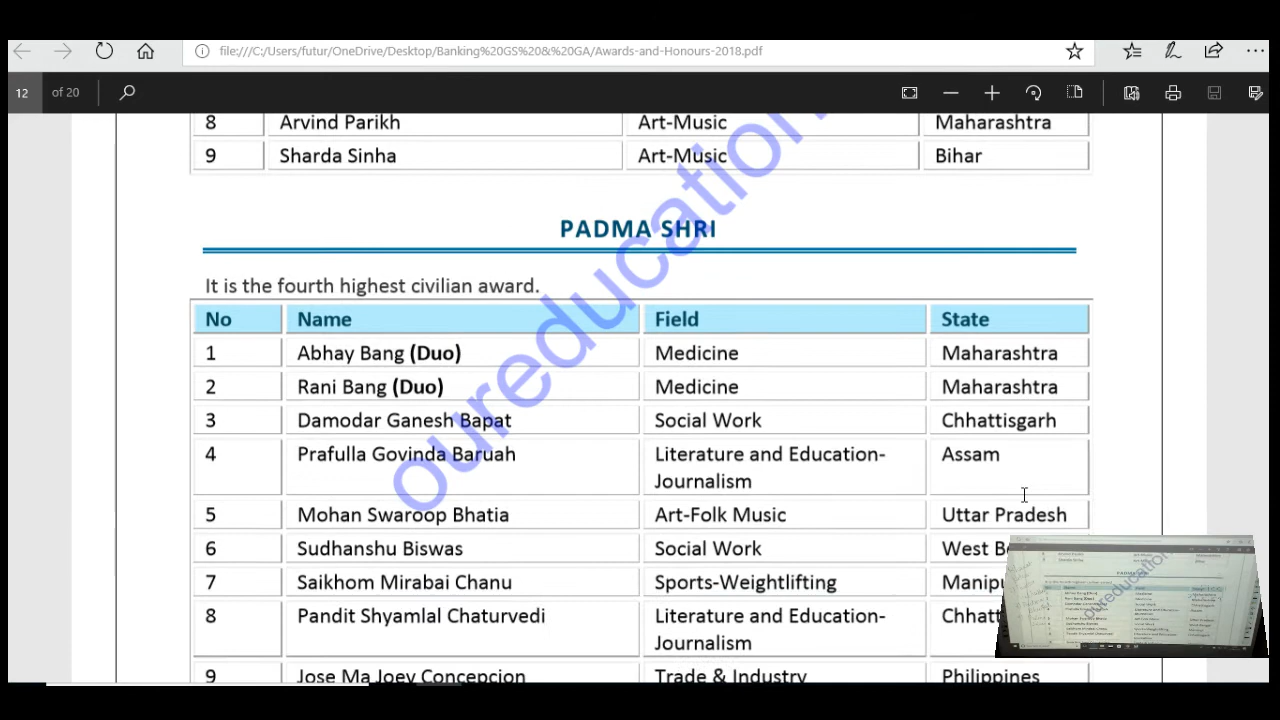 file:///C:/Users/futur/OneDrive/Desktop/Banking%20GS%20&%20GA/Awards-and-Honours-2018.pdf
12 of 20
8 Arvind Parikh Art-Music Maharashtra
9 Sharda Sinha Art-Music Bihar
PADMA SHRI
It is the fourth highest civilian award.
No Name Field State
1 Abhay Bang (Duo) Medicine Maharashtra
2 Rani Bang (Duo) Medicine Maharashtra
3 Damodar Ganesh Bapat Social Work Chhattisgarh
4 Prafulla Govinda Baruah Literature and Education- Assam
Journalism
5 Mohan Swaroop Bhatia Art-Folk Music Uttar Pradesh
6 Sudhanshu Biswas Social Work West B
7 Saikhom Mirabai Chanu Sports-Weightlifting Manipu
8 Pandit Shyamlal Chaturvedi Literature and Education- Chhat
Journalism
9 Jose Ma Joey Concepcion Trade & Industry Philippines
oureducation